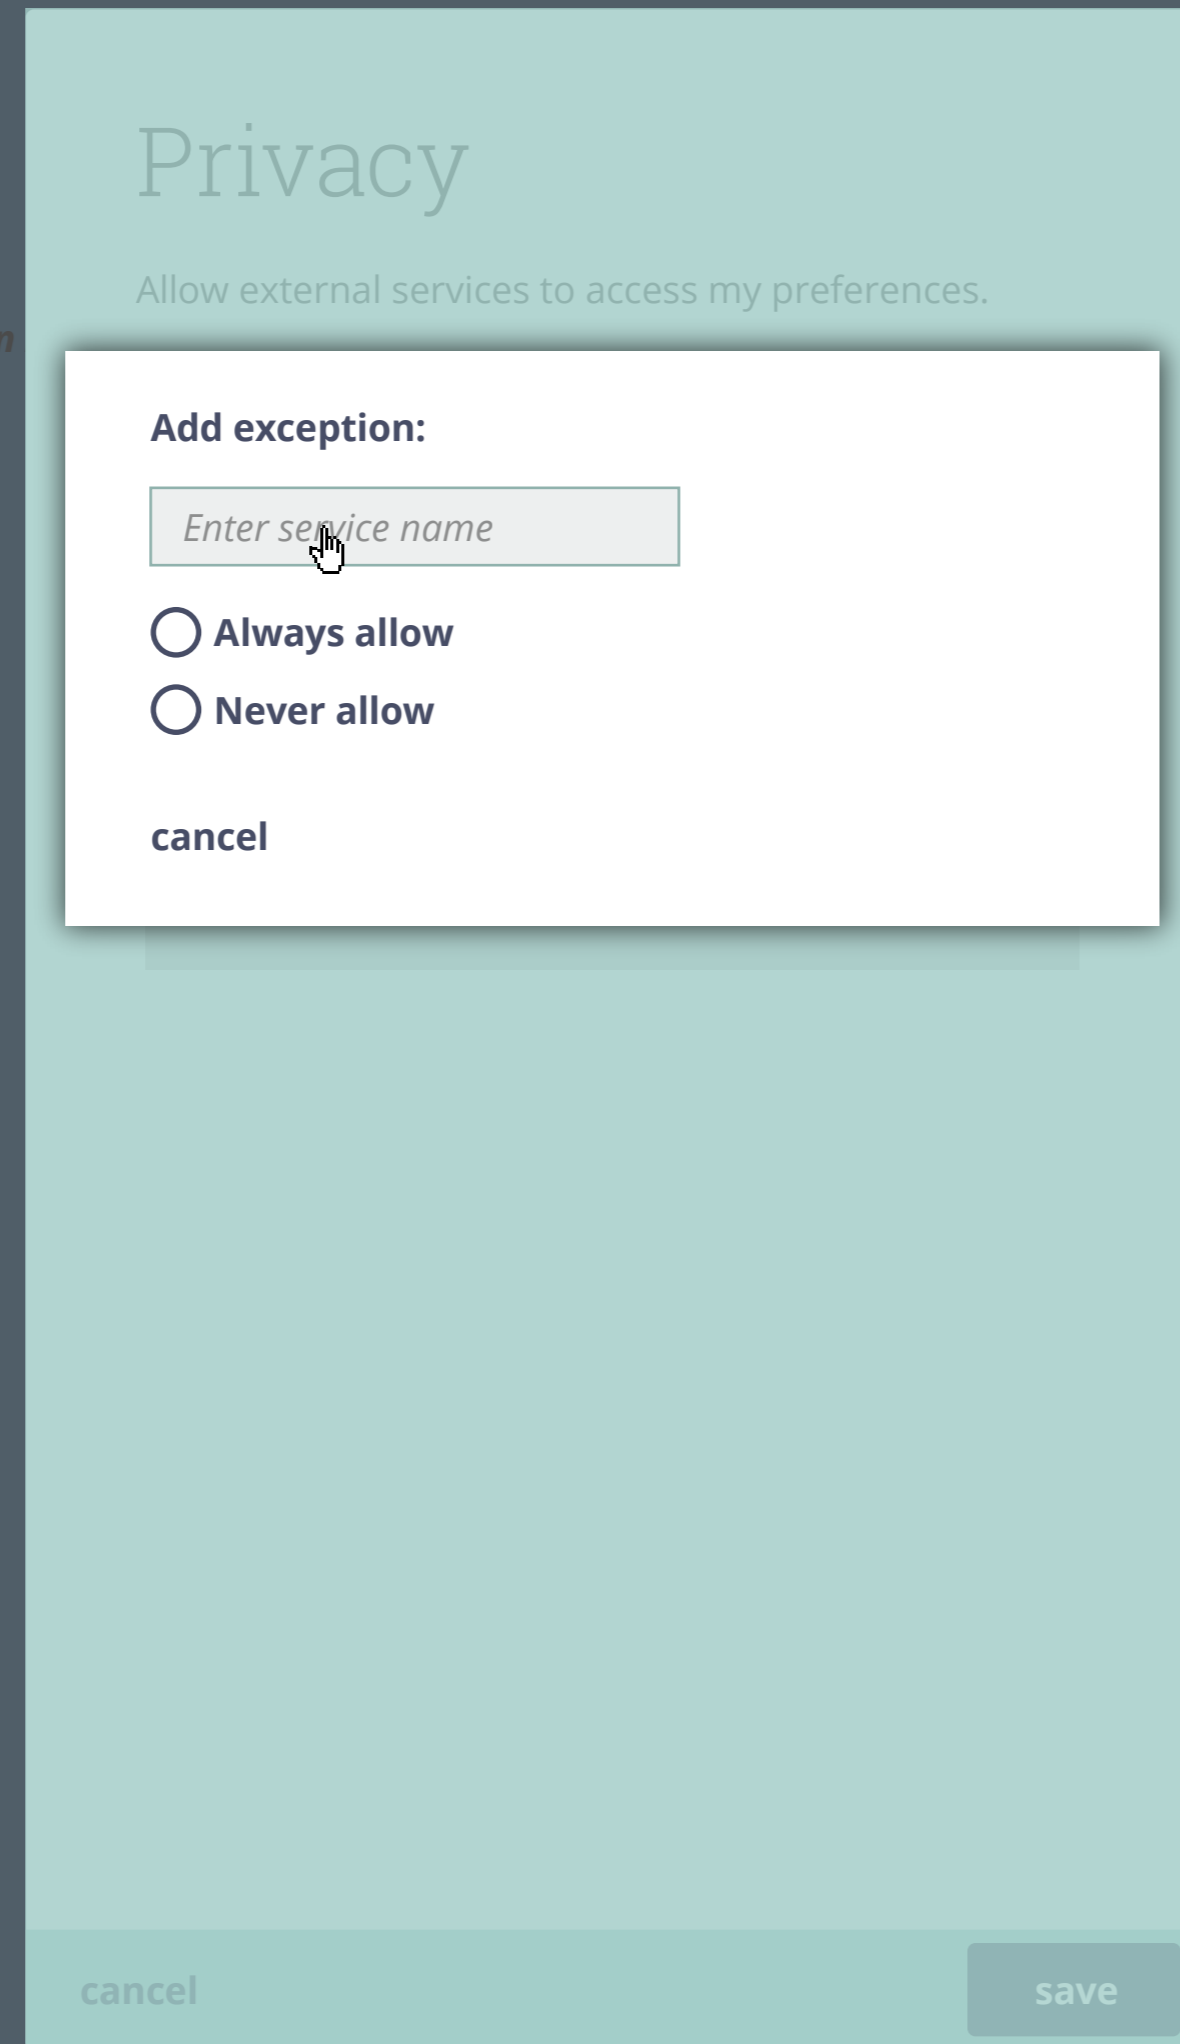 Privacy
Allow external services to access my preferences.
Add exception:
Enter service name
Always allow
Never allow
cancel
cancel
save